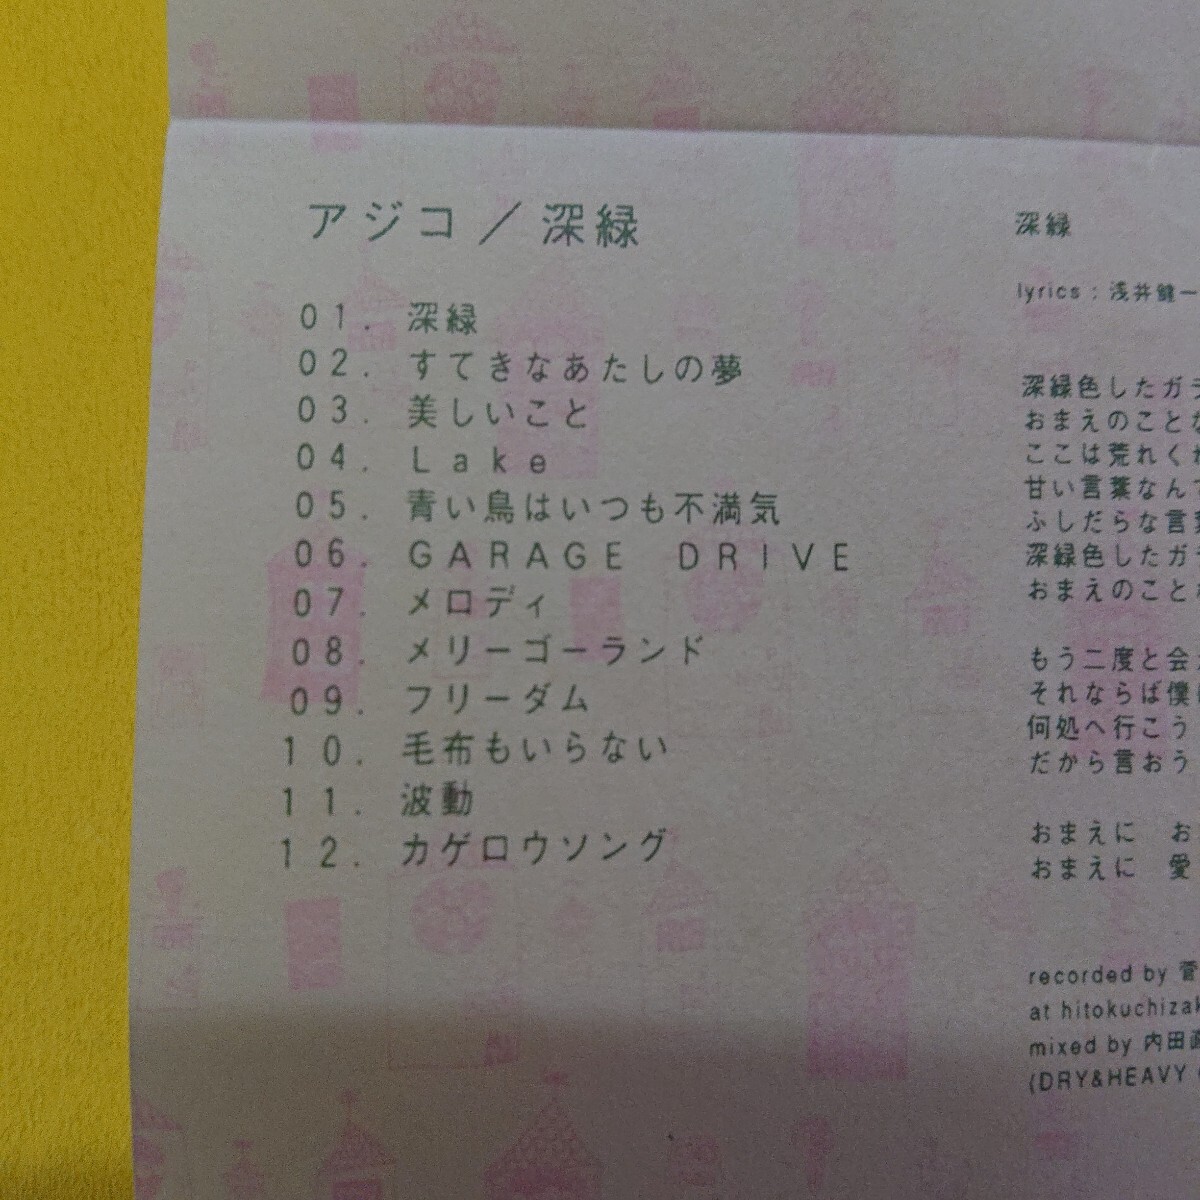 アジコ／深緑
01. 深緑
02. すてきなあたしの夢
03. 美しいこと
04. Lake
05. 青い鳥はいつも不満気
06. GARAGE DRIVE
07. メロディ
08. メリーゴーランド
09. フリーダム
10. 毛布もいらない
11. 波動
12. カゲロウソング
深緑
lyrics : 浅井健一
深緑色したガラ
おまえのことな
ここは荒れくれ
甘い言葉なんて
ふしだらな言葉
深緑色したガラ
おまえのことな
もう二度と会
それならば僕
何処へ行こう
だから言おう
おまえに お
おまえに 愛
recorded by 菅
at hitokuchizak
mixed by 内田直
(DRY&HEAVY